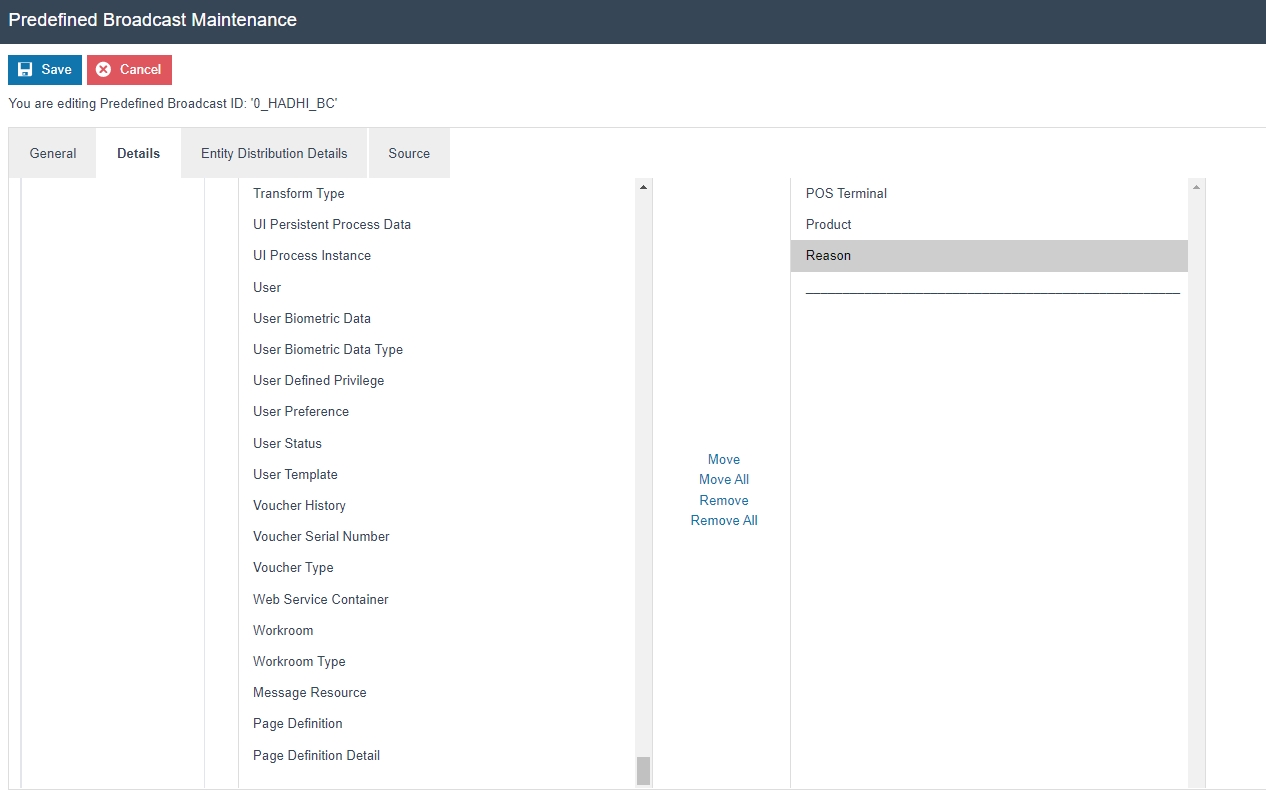 Predefined Broadcast Maintenance
Save Cancel
You are editing Predefined Broadcast ID: '0_HADHI_BC'
General Details Entity Distribution Details Source
Transform Type
UI Persistent Process Data
UI Process Instance
User
User Biometric Data
User Biometric Data Type
User Defined Privilege
User Preference
User Status
User Template
Voucher History
Voucher Serial Number
Voucher Type
Web Service Container
Workroom
Workroom Type
Message Resource
Page Definition
Page Definition Detail
Move
Move All
Remove
Remove All
POS Terminal
Product
Reason